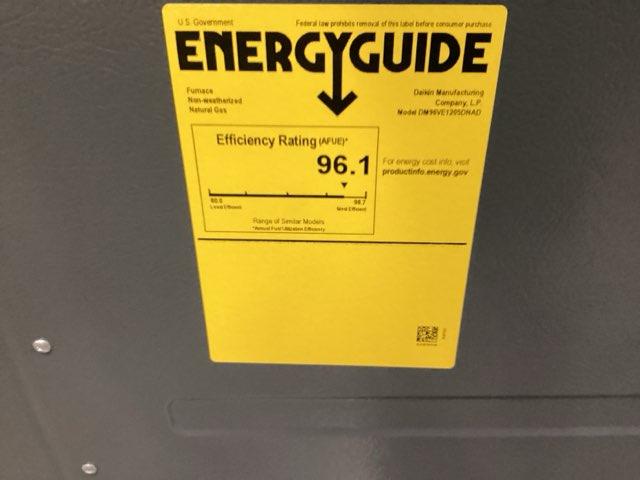 U.S. Government Federal law prohibits removal of this label before consumer purchase
ENERGYGUIDE
Furnace
Non-weatherized
Natural Gas
Daikin Manufacturing
Company, L.P.
Model DM96VE1205DNAD
Efficiency Rating (AFUE)*
96.1
80.0 98.7
Least Efficient Most Efficient
Range of Similar Models
*Annual Fuel Utilization Efficiency
For energy cost info, visit
productinfo.energy.gov